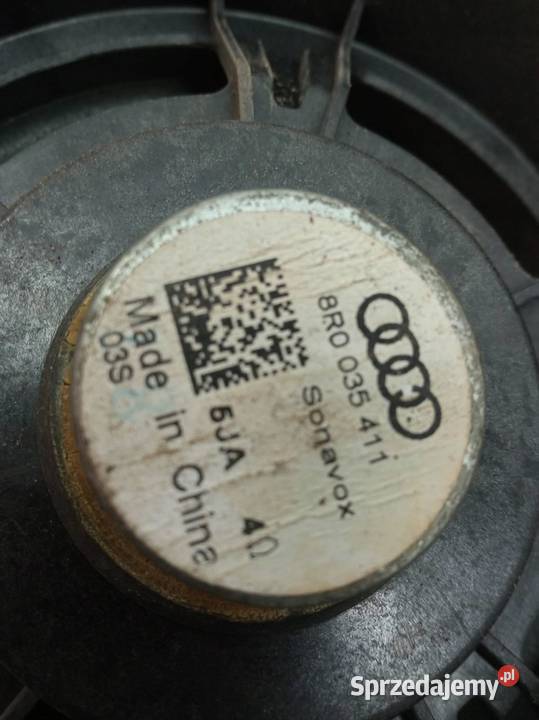 8R0 035 411
Sonavox
5JA 4Ω
Made in China
03S
Sprzedajemy.pl